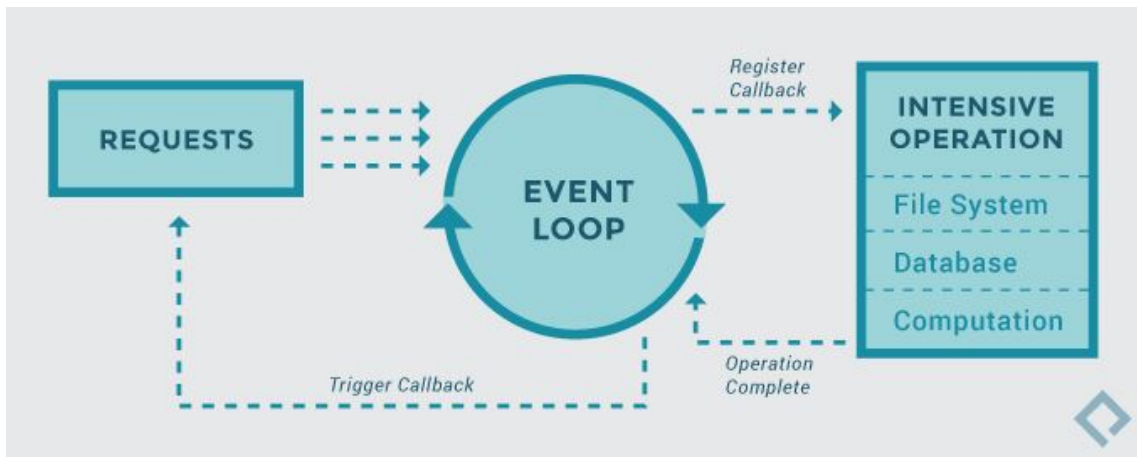 REQUESTS
EVENT
LOOP
Register
Callback
INTENSIVE
OPERATION
File System
Database
Computation
Operation
Complete
Trigger Callback